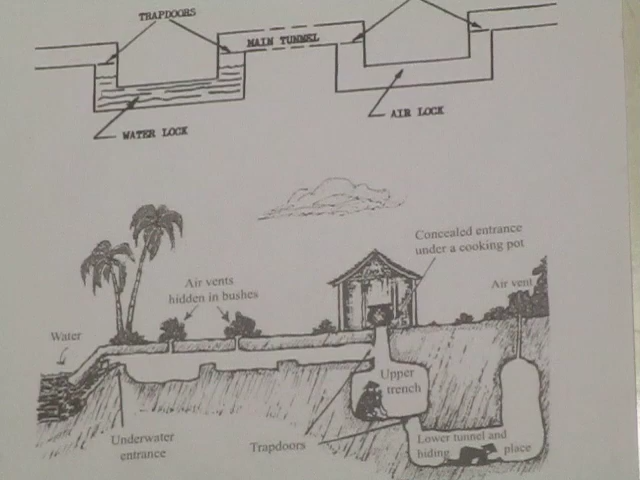 TRAPDOORS
MAIN TUNNEL
WATER LOCK
AIR LOCK
Concealed entrance
under a cooking pot
Air vents
hidden in bushes
Air vent
Water
Upper
trench
Underwater
entrance
Trapdoors
Lower tunnel and
hiding place